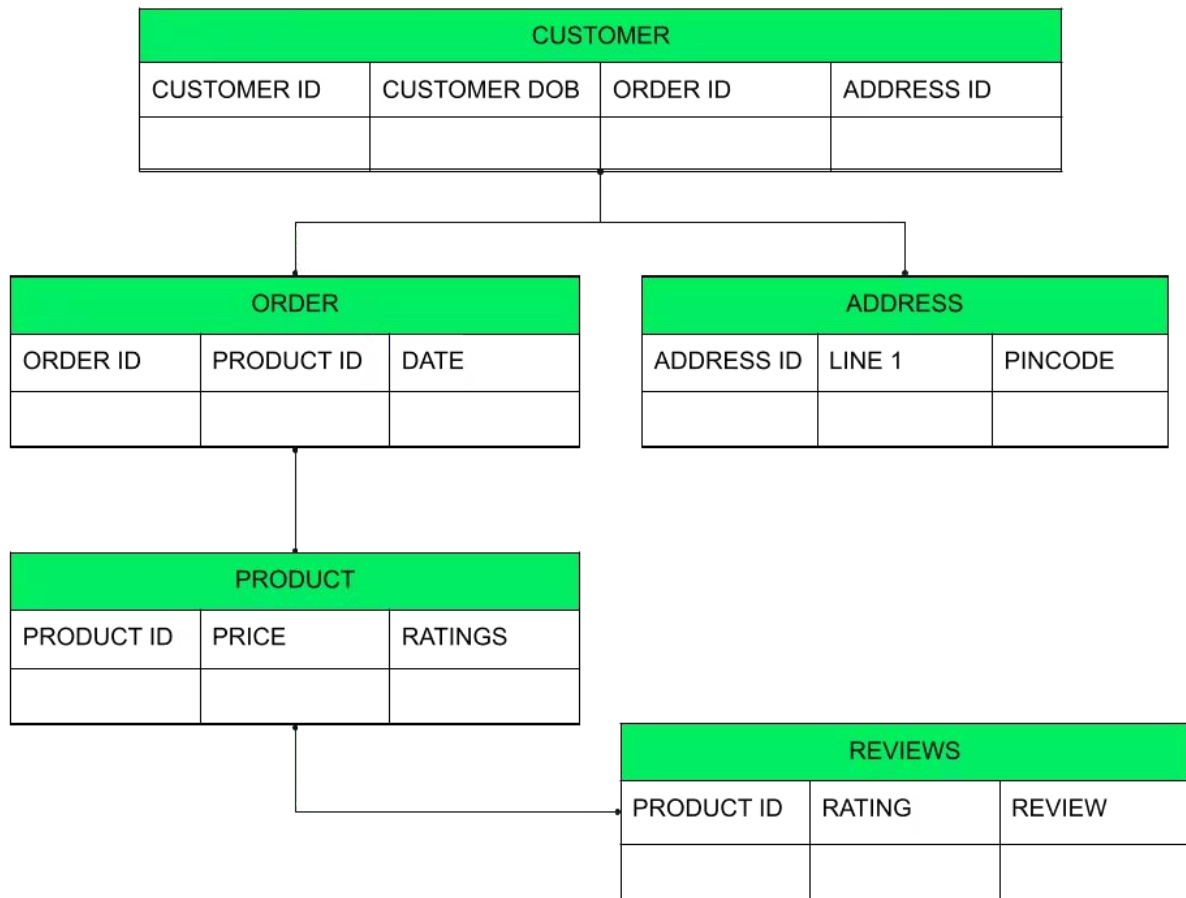 CUSTOMER
CUSTOMER ID CUSTOMER DOB ORDER ID ADDRESS ID
ORDER
ORDER ID PRODUCT ID DATE
ADDRESS
ADDRESS ID LINE 1 PINCODE
PRODUCT
PRODUCT ID PRICE RATINGS
REVIEWS
PRODUCT ID RATING REVIEW